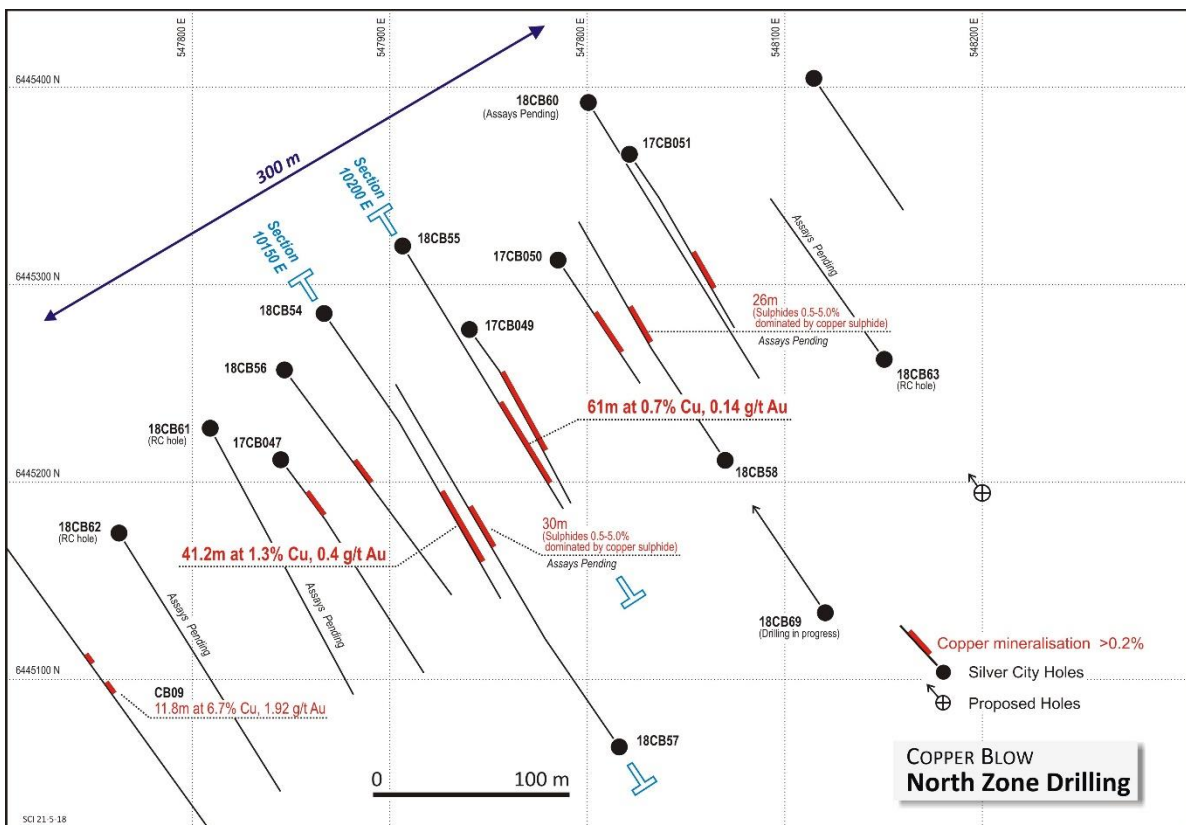 547800 E
547900 E
547800 E
548100 E
548200 E
6445400 N
300 m
18CB60
(Assays Pending)
17CB051
Section
10200 E
Section
10150 E
18CB55
17CB050
Assays Pending
6445300 N
18CB54
17CB049
26m
(Sulphides 0.5-5.0%
dominated by copper sulphide)
Assays Pending
18CB63
(RC hole)
18CB56
61m at 0.7% Cu, 0.14 g/t Au
18CB61
(RC hole)
17CB047
18CB58
6445200 N
18CB62
(RC hole)
41.2m at 1.3% Cu, 0.4 g/t Au
30m
(Sulphides 0.5-5.0%
dominated by copper sulphide)
Assays Pending
Assays Pending
Assays Pending
18CB69
(Drilling in progress)
Copper mineralisation >0.2%
Silver City Holes
Proposed Holes
6445100 N
CB09
11.8m at 6.7% Cu, 1.92 g/t Au
18CB57
0 100 m
COPPER BLOW
North Zone Drilling
SCI 21-5-18